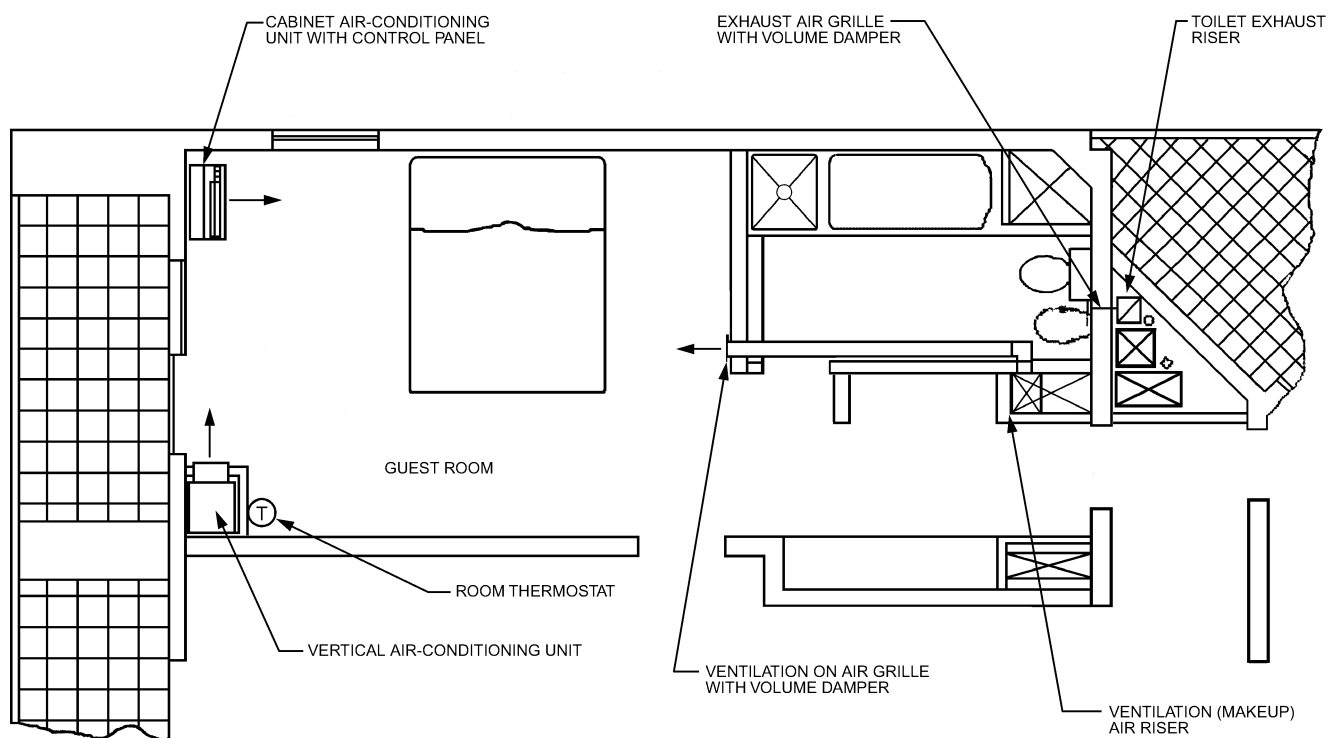 CABINET AIR-CONDITIONING
UNIT WITH CONTROL PANEL
EXHAUST AIR GRILLE
WITH VOLUME DAMPER
TOILET EXHAUST
RISER
GUEST ROOM
T
ROOM THERMOSTAT
VERTICAL AIR-CONDITIONING UNIT
VENTILATION ON AIR GRILLE
WITH VOLUME DAMPER
VENTILATION (MAKEUP)
AIR RISER